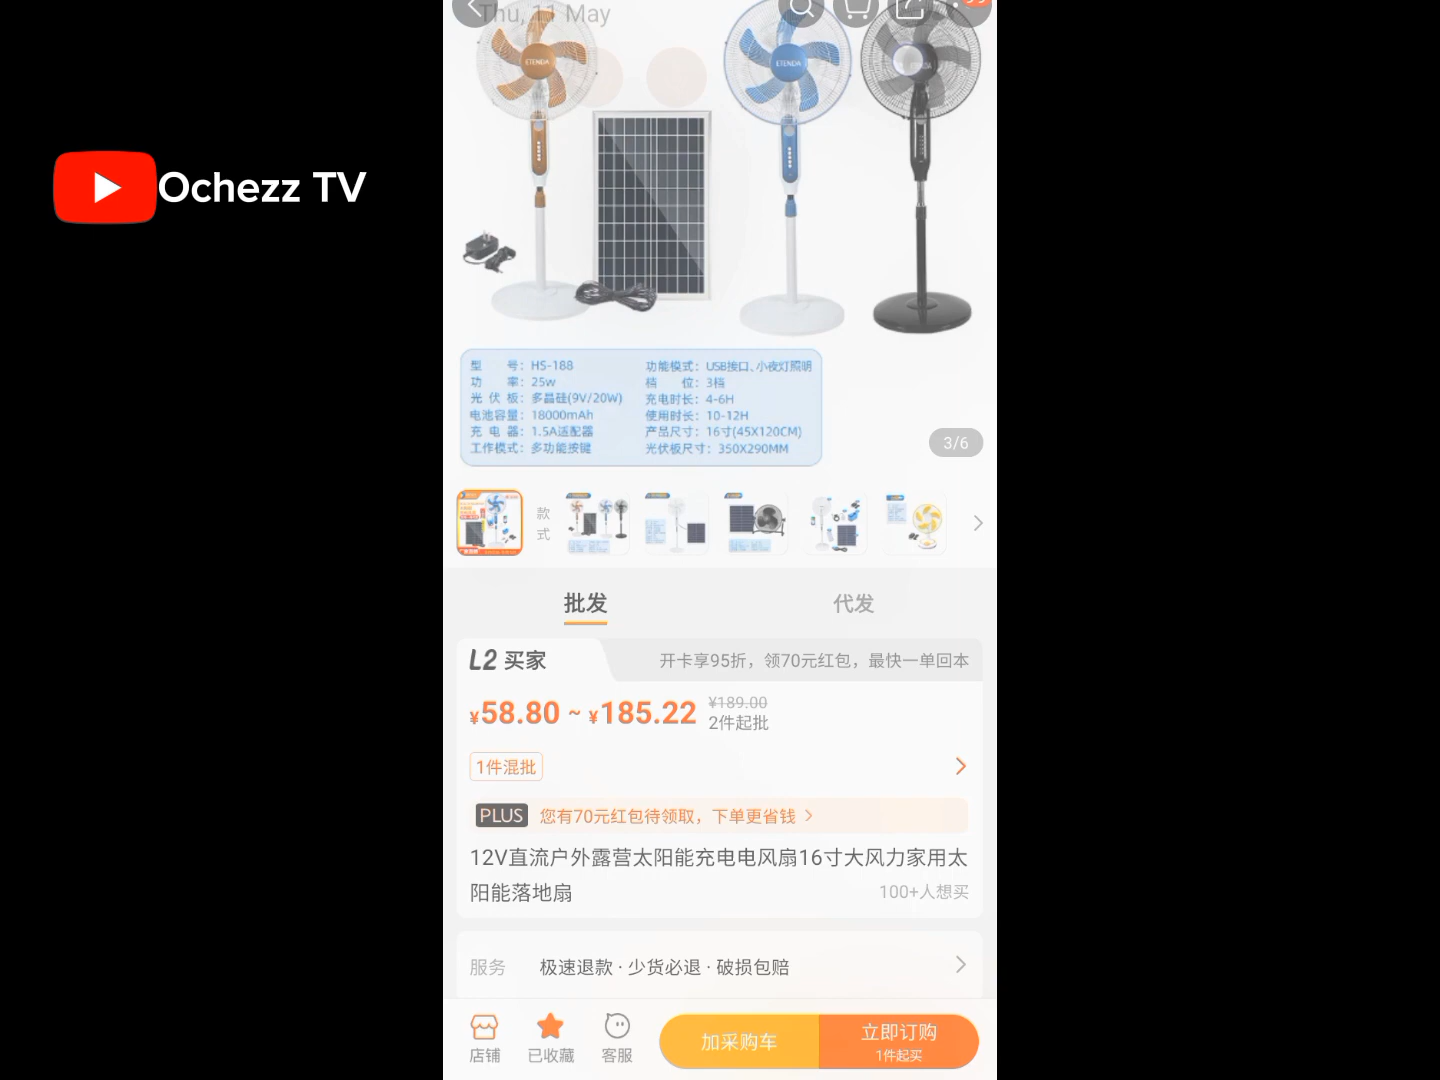 Thu, 11 May
Ochezz TV
ETENDA
ETENDA
ETENDA
型 号：HS-188
功 率：25w
光 伏 板：多晶硅(9V/20W)
电池容量：18000mAh
充 电 器：1.5A适配器
工作模式：多功能按键
功能模式：USB接口、小夜灯照明
档 位：3档
充电时长：4-6H
使用时长：10-12H
产品尺寸：16寸(45X120CM)
光伏板尺寸：350X290MM
3/6
款式
批发
代发
L2 买家
开卡享95折，领70元红包，最快一单回本
¥58.80 ~ ¥185.22
¥189.00
2件起批
1件混批
PLUS 您有70元红包待领取，下单更省钱
12V直流户外露营太阳能充电电风扇16寸大风力家用太
阳能落地扇
100+人想买
服务 极速退款 · 少货必退 · 破损包赔
店铺
已收藏
客服
加采购车
立即订购
1件起买